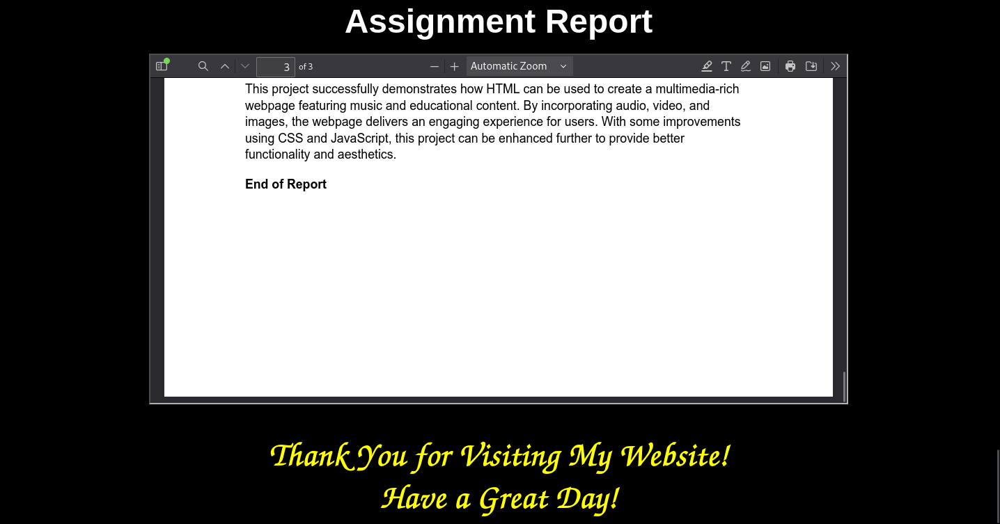 Assignment Report
3 of 3 Automatic Zoom
This project successfully demonstrates how HTML can be used to create a multimedia-rich
webpage featuring music and educational content. By incorporating audio, video, and
images, the webpage delivers an engaging experience for users. With some improvements
using CSS and JavaScript, this project can be enhanced further to provide better
functionality and aesthetics.
End of Report
Thank You for Visiting My Website!
Have a Great Day!